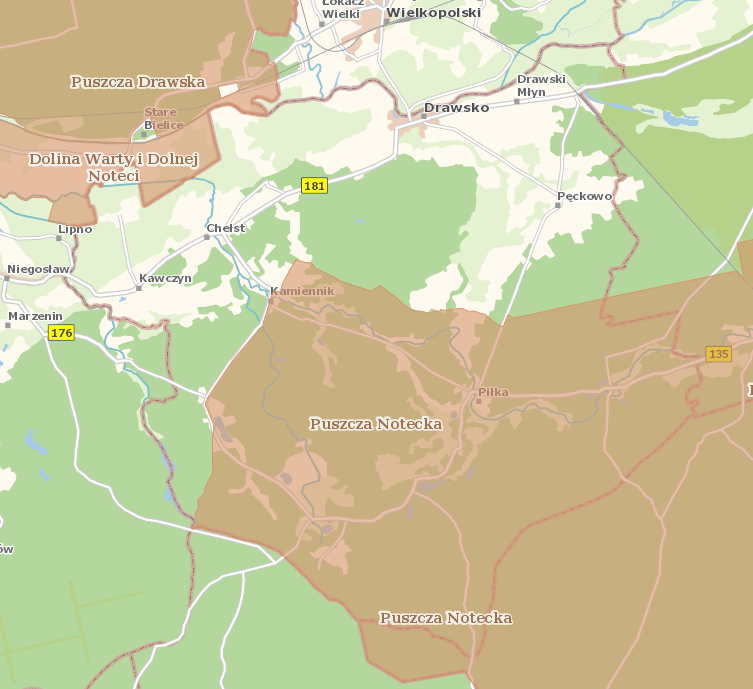 Łokacz
Wielki
Wielkopolski
Puszcza Drawska
Drawski
Młyn
Stare
Bielice
Drawsko
Dolina Warty i Dolnej
Noteci
181
Pęckowo
Lipno
Chełst
Niegosław
Kawczyn
Kamiennik
Marzenin
176
135
Piłka
Puszcza Notecka
ów
Puszcza Notecka